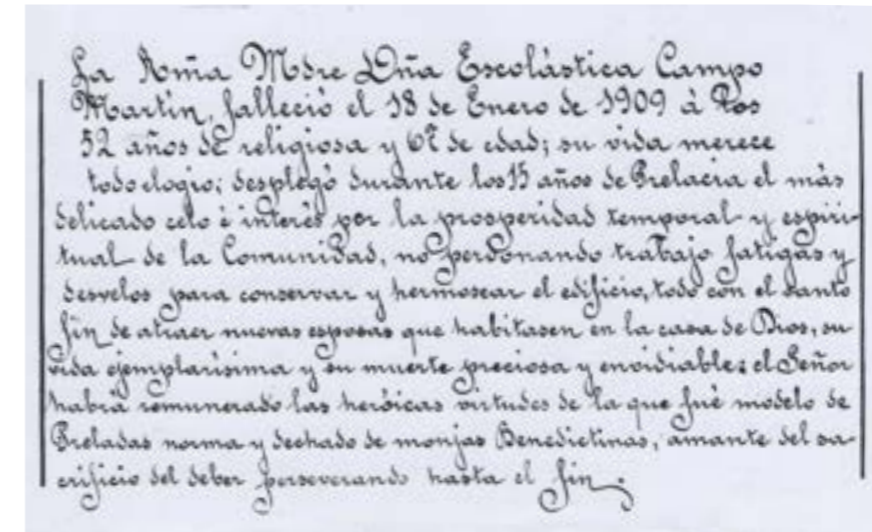 La Rma Mdre Dña Escolástica Campo
Martín, falleció el 18 de Enero de 1909 á los
52 años de religiosa y de edad; su vida merece
todo elogio; desplegó durante los 15 años de Prelacia el más
delicado celo é interés por la prosperidad temporal y espiri-
tual de la Comunidad, no perdonando trabajo fatigas y
desvelos para conservar y hermosear el edificio, todo con el santo
fin de atraer nuevas esposas que habitasen en la casa de Dios, su
vida ejemplarísima y su muerte preciosa y envidiable; el Señor
habrá remunerado las heróicas virtudes de la que fué modelo de
Preladas norma y dechado de monjas Benedictinas, amante del sa-
crificio del deber perseverando hasta el fin.